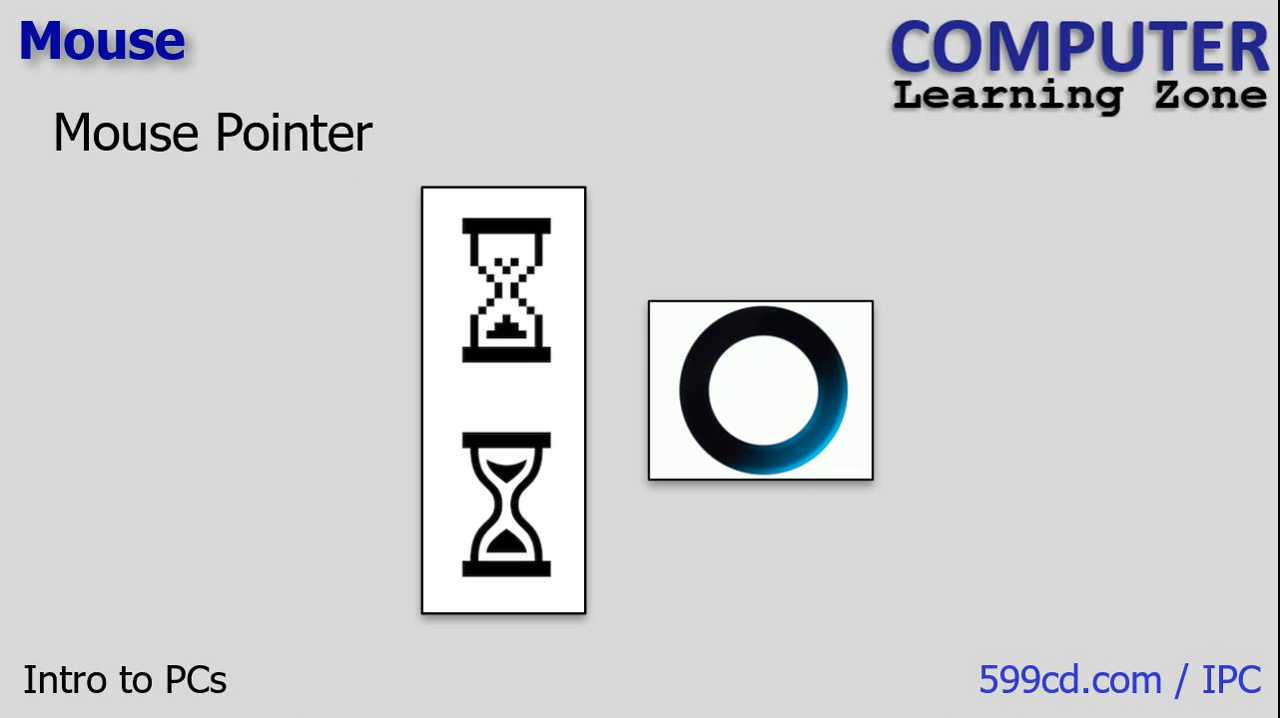 Mouse
COMPUTER
Learning Zone
Mouse Pointer
Intro to PCs
599cd.com / IPC